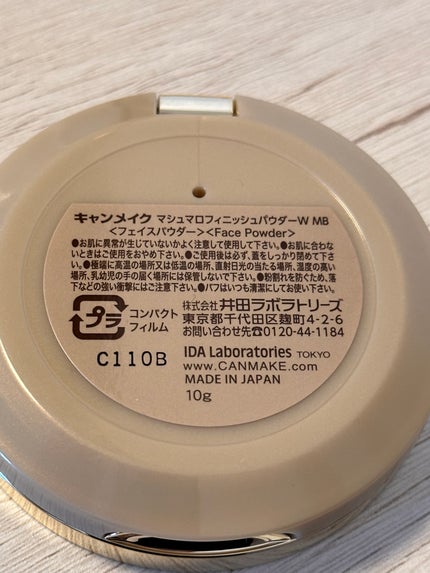 キャンメイク マシュマロフィニッシュパウダーW MB
<フェイスパウダー><Face Powder>
●お肌に異常が生じていないかよく注意して使用して下さい。●お肌に合わ
ないときはご使用をおやめ下さい。●ご使用後は必ず、蓋をしっかり閉めて下さ
い。●極端に高温の場所又は低温の場所、直射日光の当たる場所、湿度の高い
場所、乳幼児の手の届く場所には保管しないで下さい。●粉割れを防ぐため、落
下などの強い衝撃にはご注意下さい。●パフはいつも清潔にしてお使い下さい。
プラ
コンパクト
フィルム
株式会社 井田ラボラトリーズ
東京都千代田区麹町4-2-6
お問い合わせ先☎0120-44-1184
C110B
IDA Laboratories TOKYO
www.CANMAKE.com
MADE IN JAPAN
10g